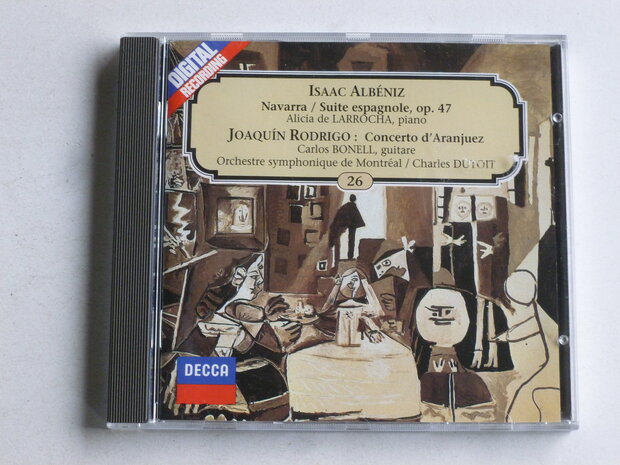 DIGITAL
RECORDING
ISAAC ALBÉNIZ
Navarra / Suite espagnole, op. 47
Alicia de LARROCHA, piano
JOAQUÍN RODRIGO : Concerto d'Aranjuez
Carlos BONELL, guitare
Orchestre symphonique de Montréal / Charles DUTOIT
26
DECCA